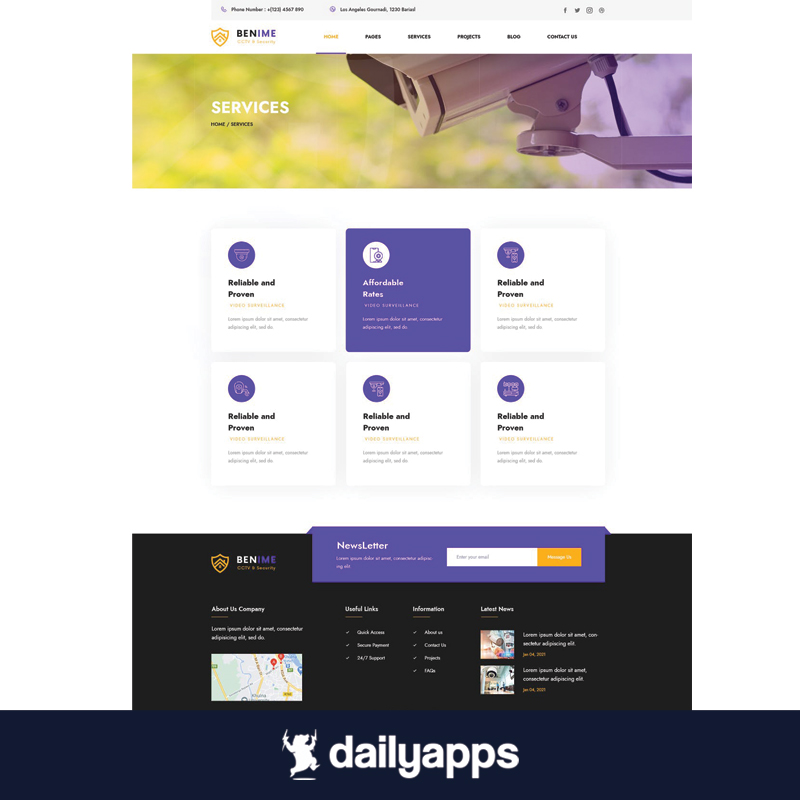 Phone Number : +(123) 4567 890
Los Angeles Gournadi, 1230 Barisal
BENIME
CCTV & Security
HOME
PAGES
SERVICES
PROJECTS
BLOG
CONTACT US
SERVICES
HOME / SERVICES
Reliable and
Proven
VIDEO SURVEILLANCE
Lorem ipsum dolor sit amet, consectetur
adipiscing elit, sed do.
Affordable
Rates
VIDEO SURVEILLANCE
Lorem ipsum dolor sit amet, consectetur
adipiscing elit, sed do.
Reliable and
Proven
VIDEO SURVEILLANCE
Lorem ipsum dolor sit amet, consectetur
adipiscing elit, sed do.
Reliable and
Proven
VIDEO SURVEILLANCE
Lorem ipsum dolor sit amet, consectetur
adipiscing elit, sed do.
Reliable and
Proven
VIDEO SURVEILLANCE
Lorem ipsum dolor sit amet, consectetur
adipiscing elit, sed do.
Reliable and
Proven
VIDEO SURVEILLANCE
Lorem ipsum dolor sit amet, consectetur
adipiscing elit, sed do.
BENIME
CCTV & Security
NewsLetter
Lorem ipsum dolor sit amet, consectetur adipisc
ing elit
Enter your email
Message Us
About Us Company
Lorem ipsum dolor sit amet, consectetur
adipisicing elit, sed do.
Khulna
Useful Links
Quick Access
Secure Payment
24/7 Support
Information
About us
Contact Us
Projects
FAQs
Latest News
Lorem ipsum dolor sit amet, con-
sectetur adipiscing elit.
Jan 04, 2021
Lorem ipsum dolor sit amet,
consectetur adipiscing elit.
Jan 04, 2021
dailyapps